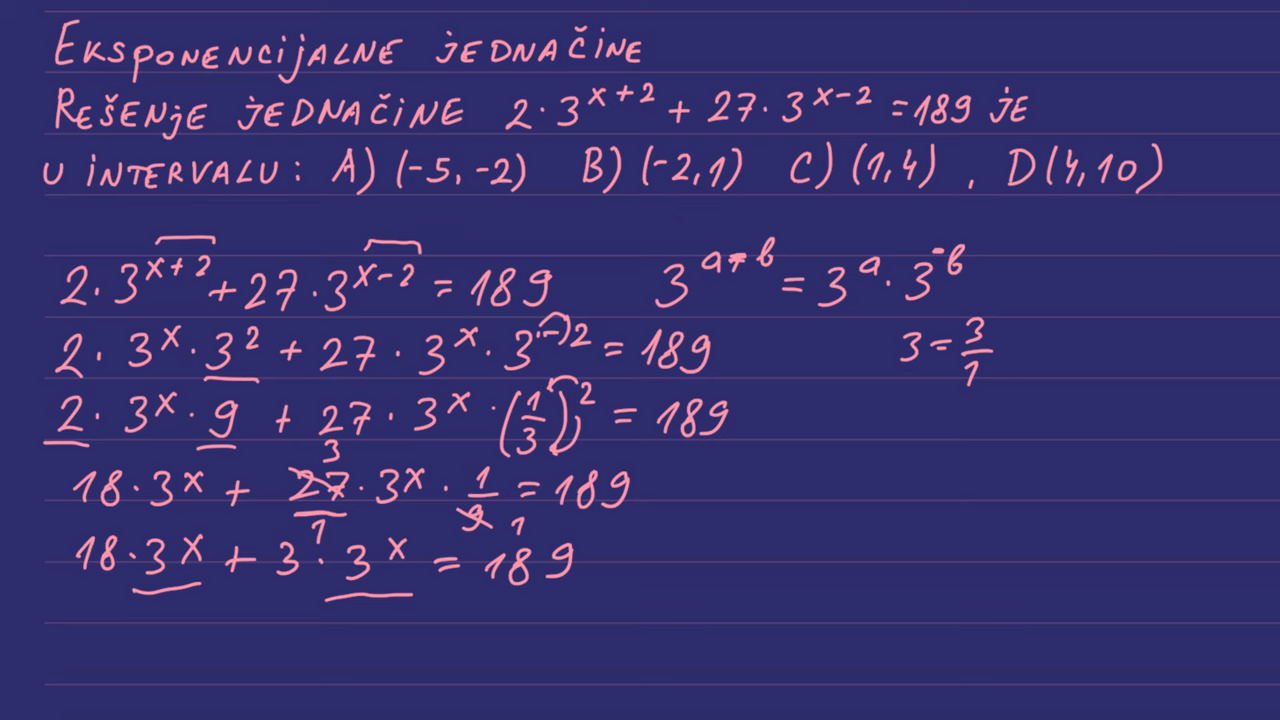 EKSPONENCIJALNE JEDNAČINE
REŠENJE JEDNAČINE 2·3^(x+2) + 27·3^(x-2) = 189 JE
U INTERVALU: A) (-5, -2) B) (-2, 1) C) (1, 4) , D (4, 10)
2·3^(x+2) + 27·3^(x-2) = 189
3^(a-b) = 3^a · 3^(-b)
2·3^x·3^2 + 27·3^x·3^(-2) = 189
3 = 3/1
2·3^x·9 + 27·3^x·(1/3)^2 = 189
3
18·3^x + 27·3^x·1/9 = 189
1 1
18·3^x + 3·3^x = 189